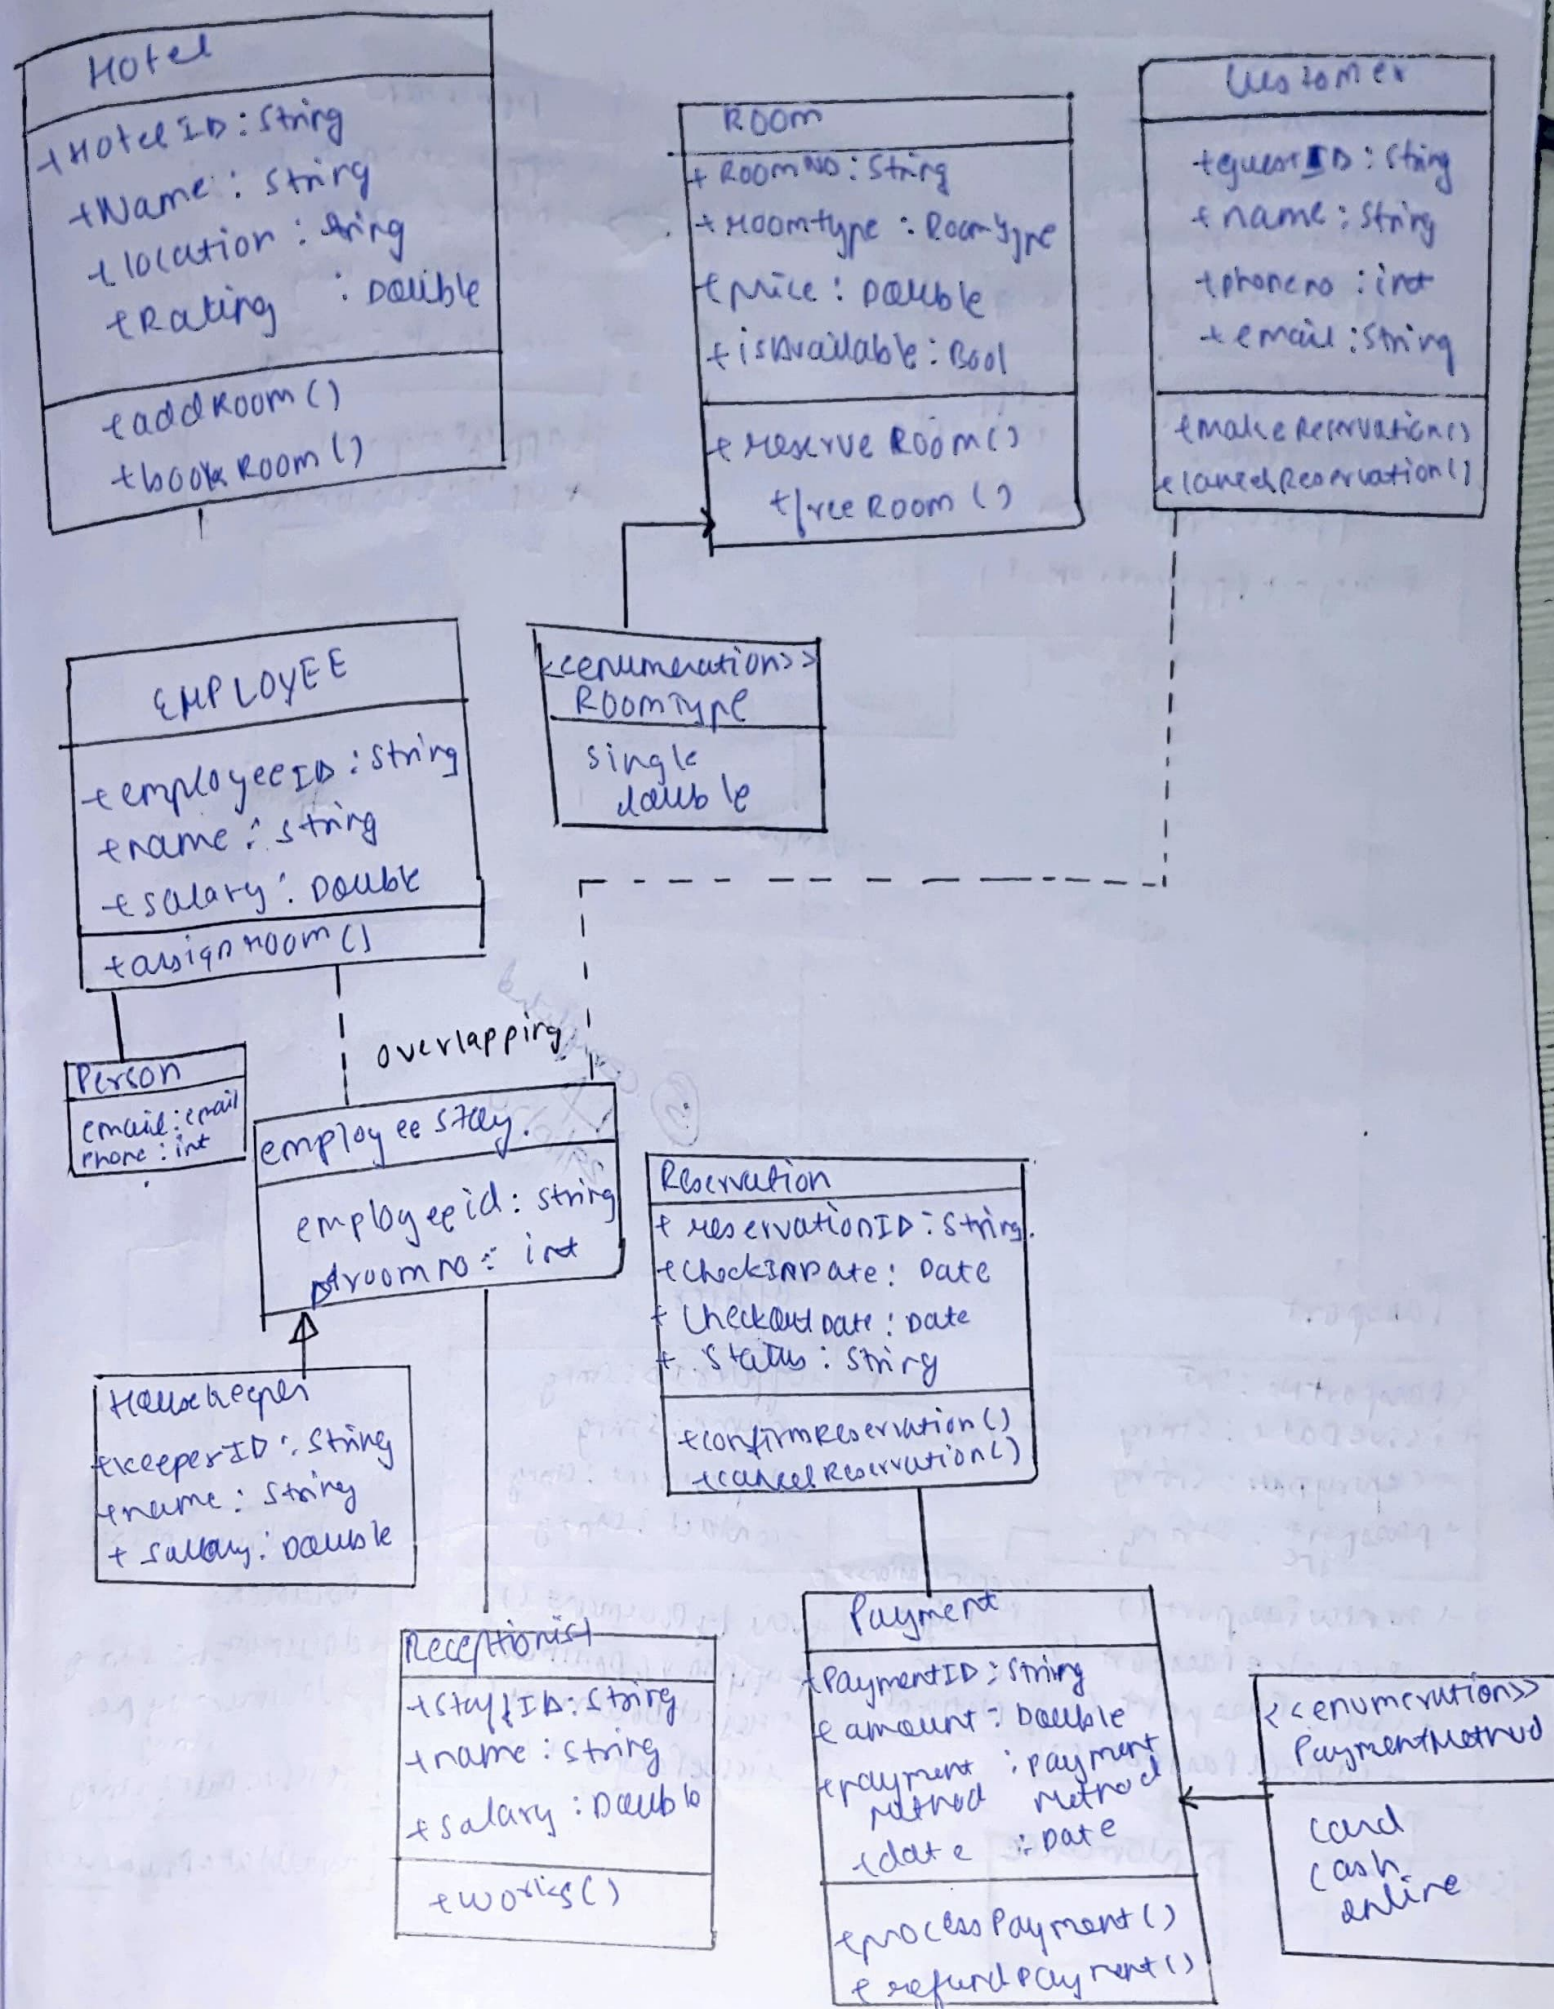 Hotel
+HotelID : String
+Name : String
+location : String
+Rating : Double
+addRoom()
+bookRoom()
Room
+ RoomNo : String
+roomtype : RoomType
+price : Double
+isAvailable : Bool
+reserveRoom()
+freeRoom()
Customer
+guestID : String
+name : String
+phoneno : int
+email : String
+makeReservation()
+cancelReservation()
EMPLOYEE
+employeeID : String
+name : String
+salary : Double
+assignroom()
<<enumeration>>
RoomType
single
double
overlapping
Person
email : email
Phone : int
employee stay.
employeeid : string
roomno : int
Reservation
+ reservationID : String.
+CheckInDate : Date
+ CheckoutDate : Date
+ Status : String
+confirmReservation()
+cancelReservation()
Housekeeper
+keeperID : String
+name : String
+ salary : Double
Receptionist
+StaffID : String
+name : String
+salary : Double
+works()
Payment
+PaymentID : String
+amount : Double
+payment : payment
method method
+date : Date
+processPayment()
+refundPayment()
<<enumeration>>
PaymentMethod
card
cash
online